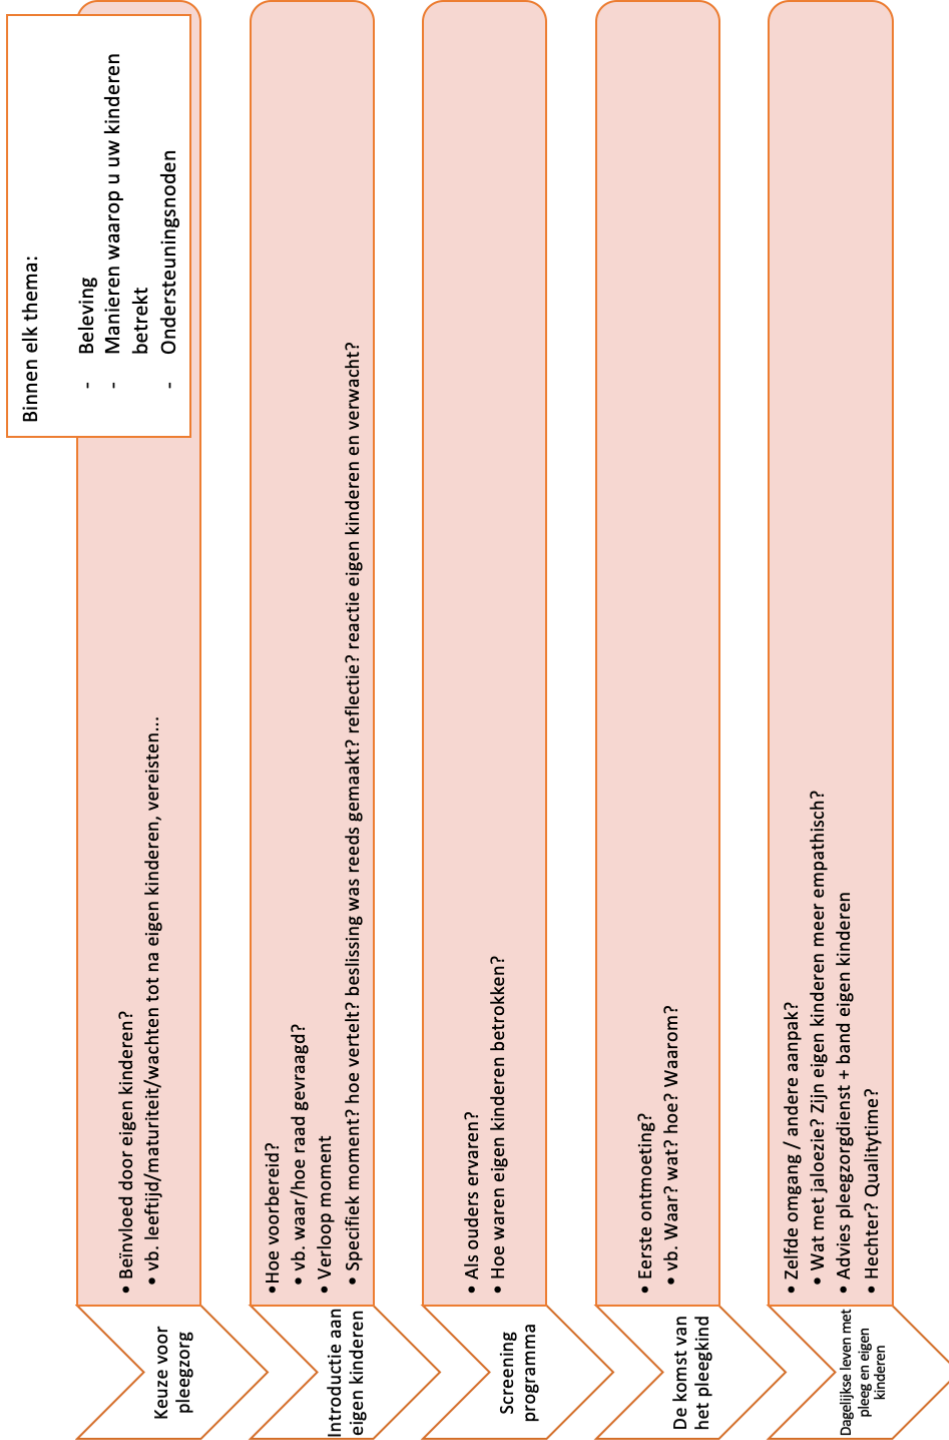 Binnen elk thema:
- Beleving
- Manieren waarop u uw kinderen
betrekt
- Ondersteuningsnoden
Keuze voor
pleegzorg
• Beïnvloed door eigen kinderen?
• vb. leeftijd/maturiteit/wachten tot na eigen kinderen, vereisten...
Introductie aan
eigen kinderen
•Hoe voorbereid?
• vb. waar/hoe raad gevraagd?
• Verloop moment
• Specifiek moment? hoe vertelt? beslissing was reeds gemaakt? reflectie? reactie eigen kinderen en verwacht?
Screening
programma
• Als ouders ervaren?
• Hoe waren eigen kinderen betrokken?
De komst van
het pleegkind
• Eerste ontmoeting?
• vb. Waar? wat? hoe? Waarom?
Dagelijkse leven met
pleeg en eigen
kinderen
• Zelfde omgang / andere aanpak?
• Wat met jaloezie? Zijn eigen kinderen meer empathisch?
• Advies pleegzorgdienst + band eigen kinderen
• Hechter? Qualitytime?